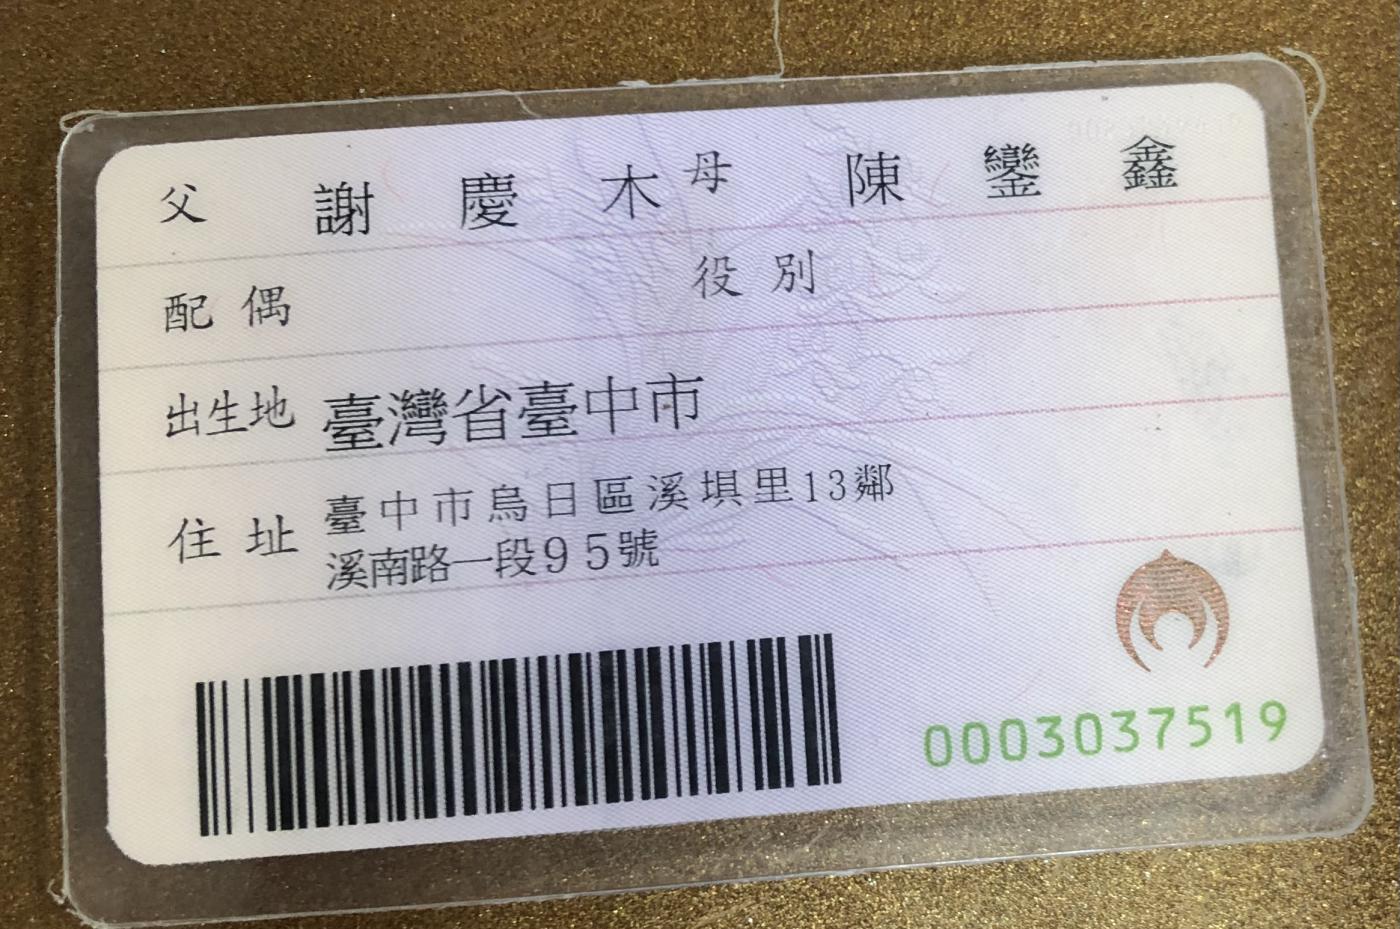 父 謝慶木 母 陳鑾鑫
配偶 役別
出生地 臺灣省臺中市
住址 臺中市烏日區溪埧里13鄰
溪南路一段95號
0003037519